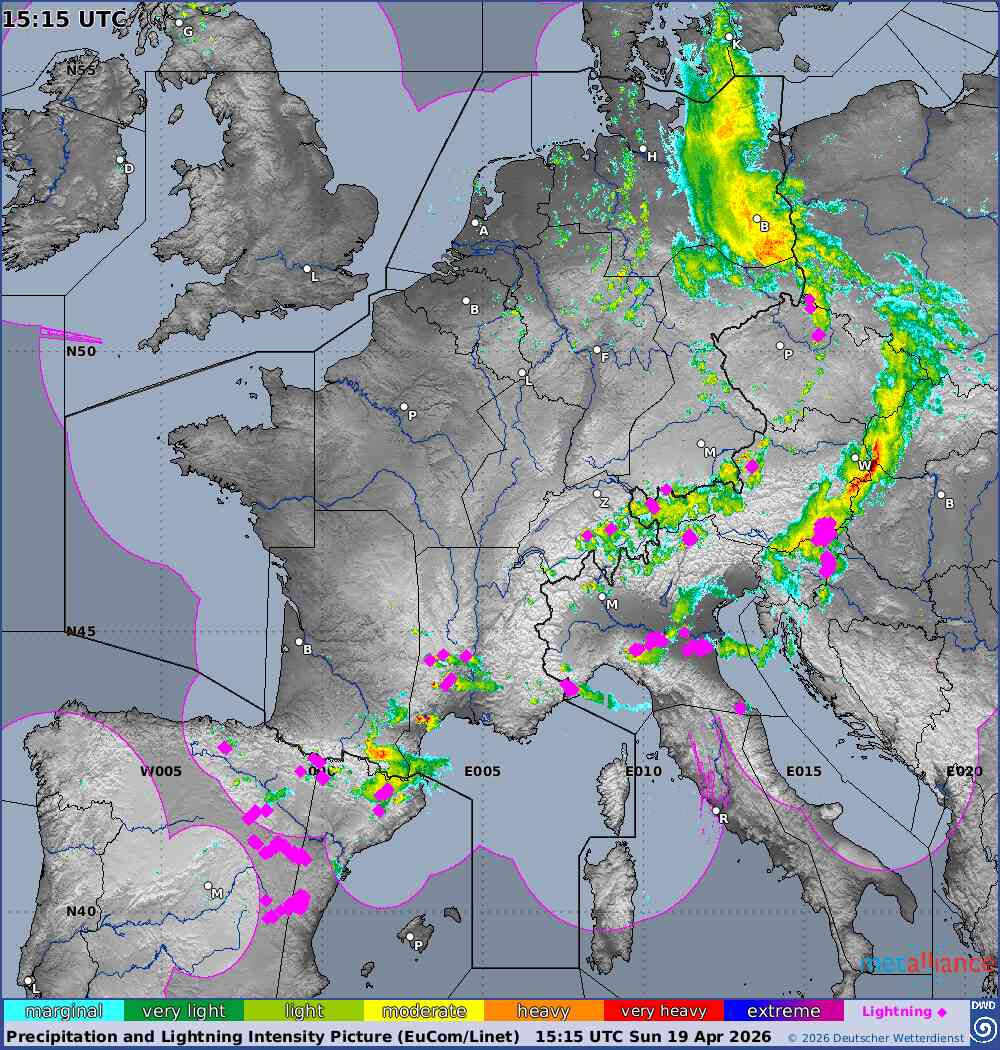 15:15 UTC
G
K
N55
H
D
B
A
L
B
N50
F
P
L
P
M
W
Z
B
M
N45
B
W005
000
E005
E010
E015
E020
R
M
N40
P
L
metalliance
marginal very light light moderate heavy very heavy extreme Lightning
DWD
Precipitation and Lightning Intensity Picture (EuCom/Linet) 15:15 UTC Sun 19 Apr 2026 © 2026 Deutscher Wetterdienst